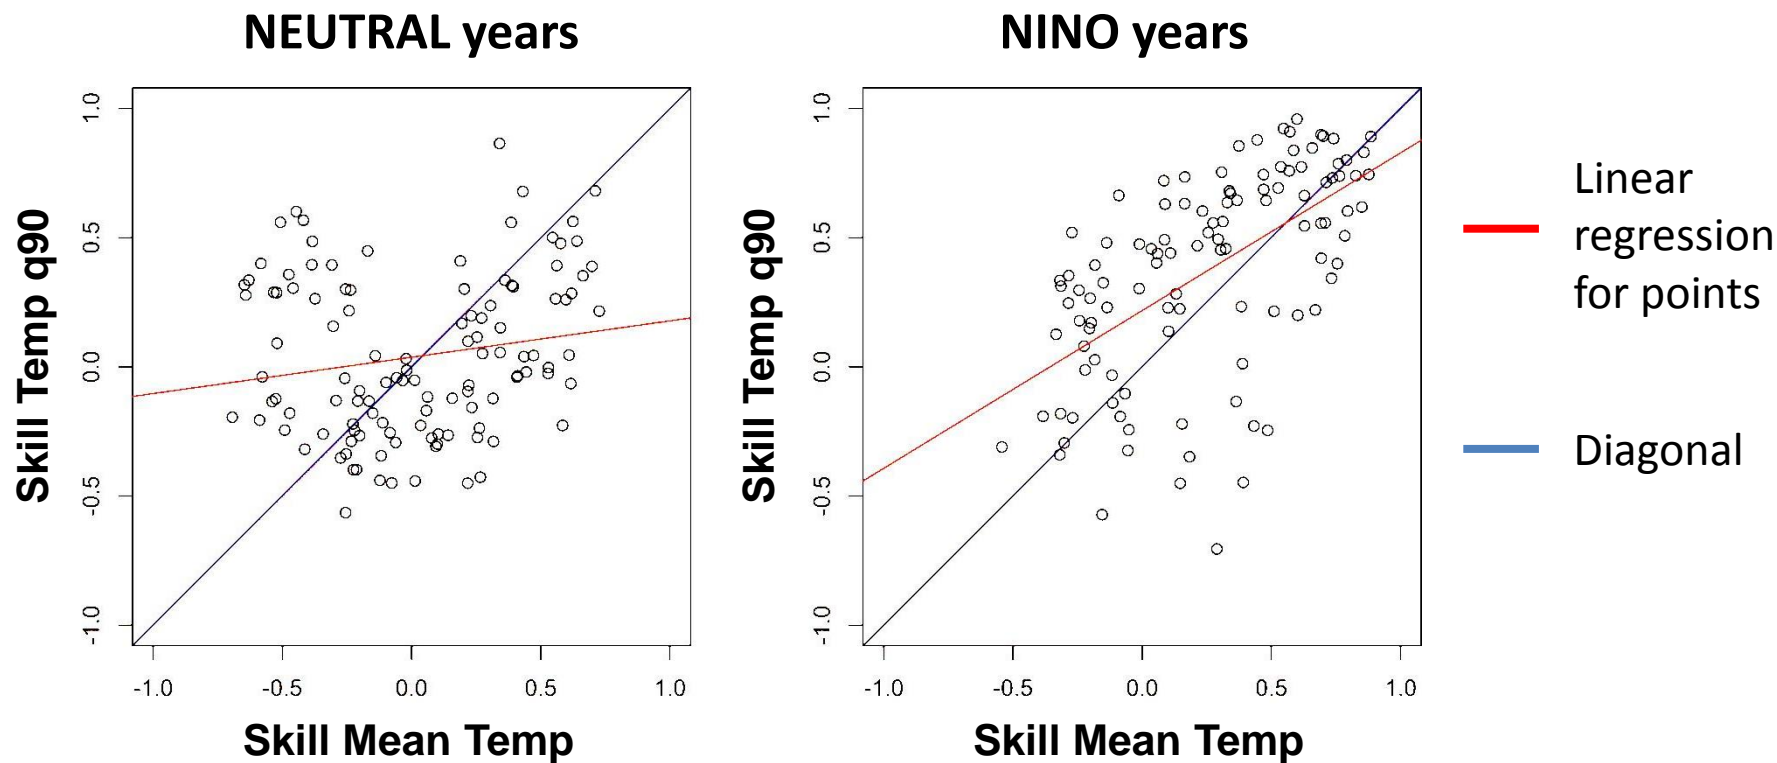 NEUTRAL years
NINO years
Skill Temp q90
1.0
0.5
0.0
-0.5
-1.0
-1.0 -0.5 0.0 0.5 1.0
Skill Mean Temp
Skill Temp q90
1.0
0.5
0.0
-0.5
-1.0
-1.0 -0.5 0.0 0.5 1.0
Skill Mean Temp
Linear
regression
for points
Diagonal